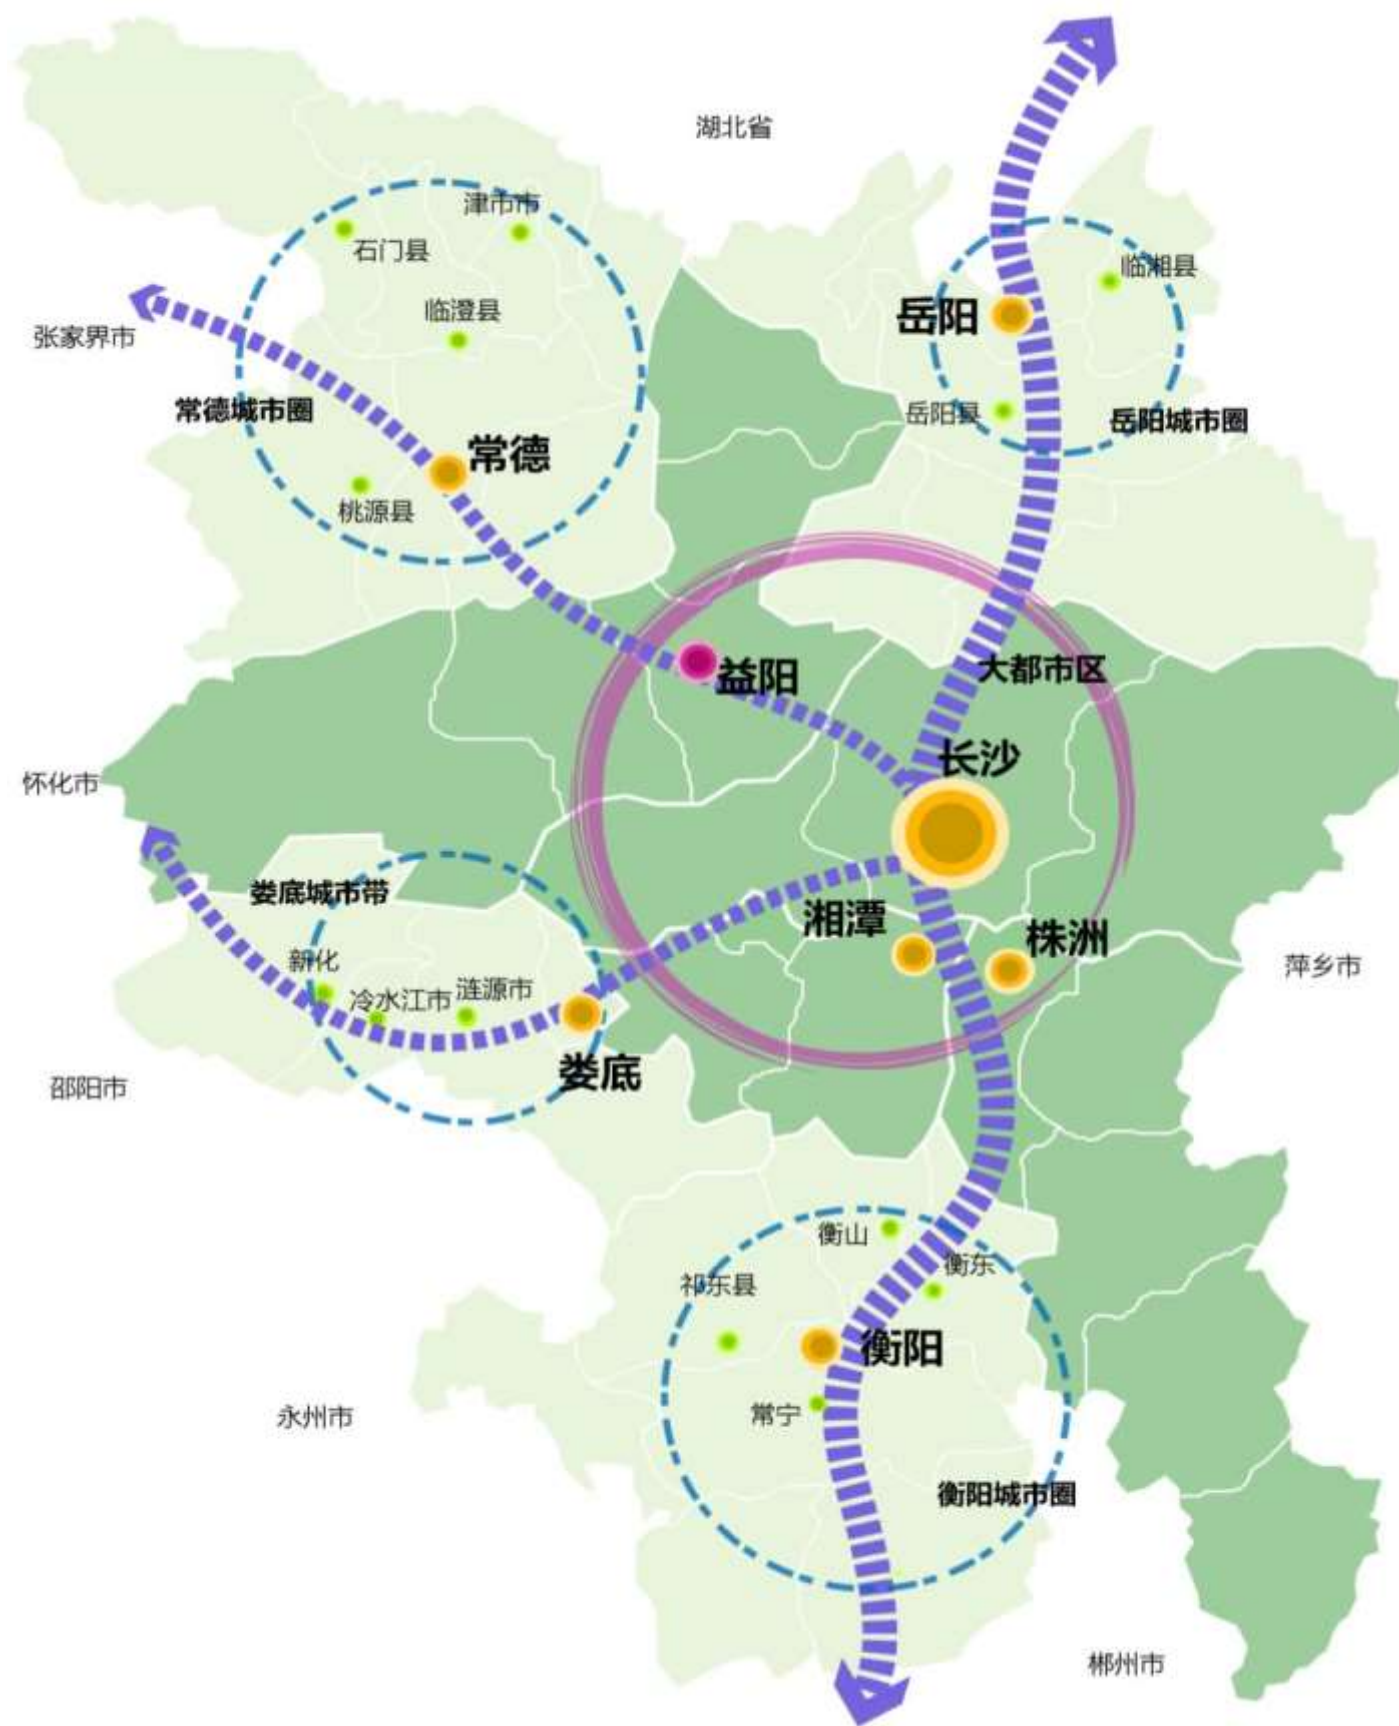 湖北省
津市市
石门县
临澧县
张家界市
常德城市圈
常德
桃源县
临湘县
岳阳
岳阳县
岳阳城市圈
益阳
大都市区
长沙
怀化市
娄底城市带
湘潭
株洲
新化
冷水江市
涟源市
萍乡市
娄底
邵阳市
衡山
衡东
祁东县
衡阳
永州市
常宁
衡阳城市圈
郴州市